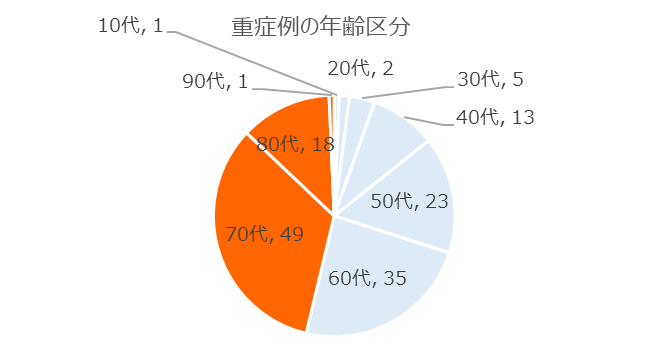 重症例の年齢区分
10代, 1
20代, 2
30代, 5
40代, 13
50代, 23
60代, 35
70代, 49
80代, 18
90代, 1